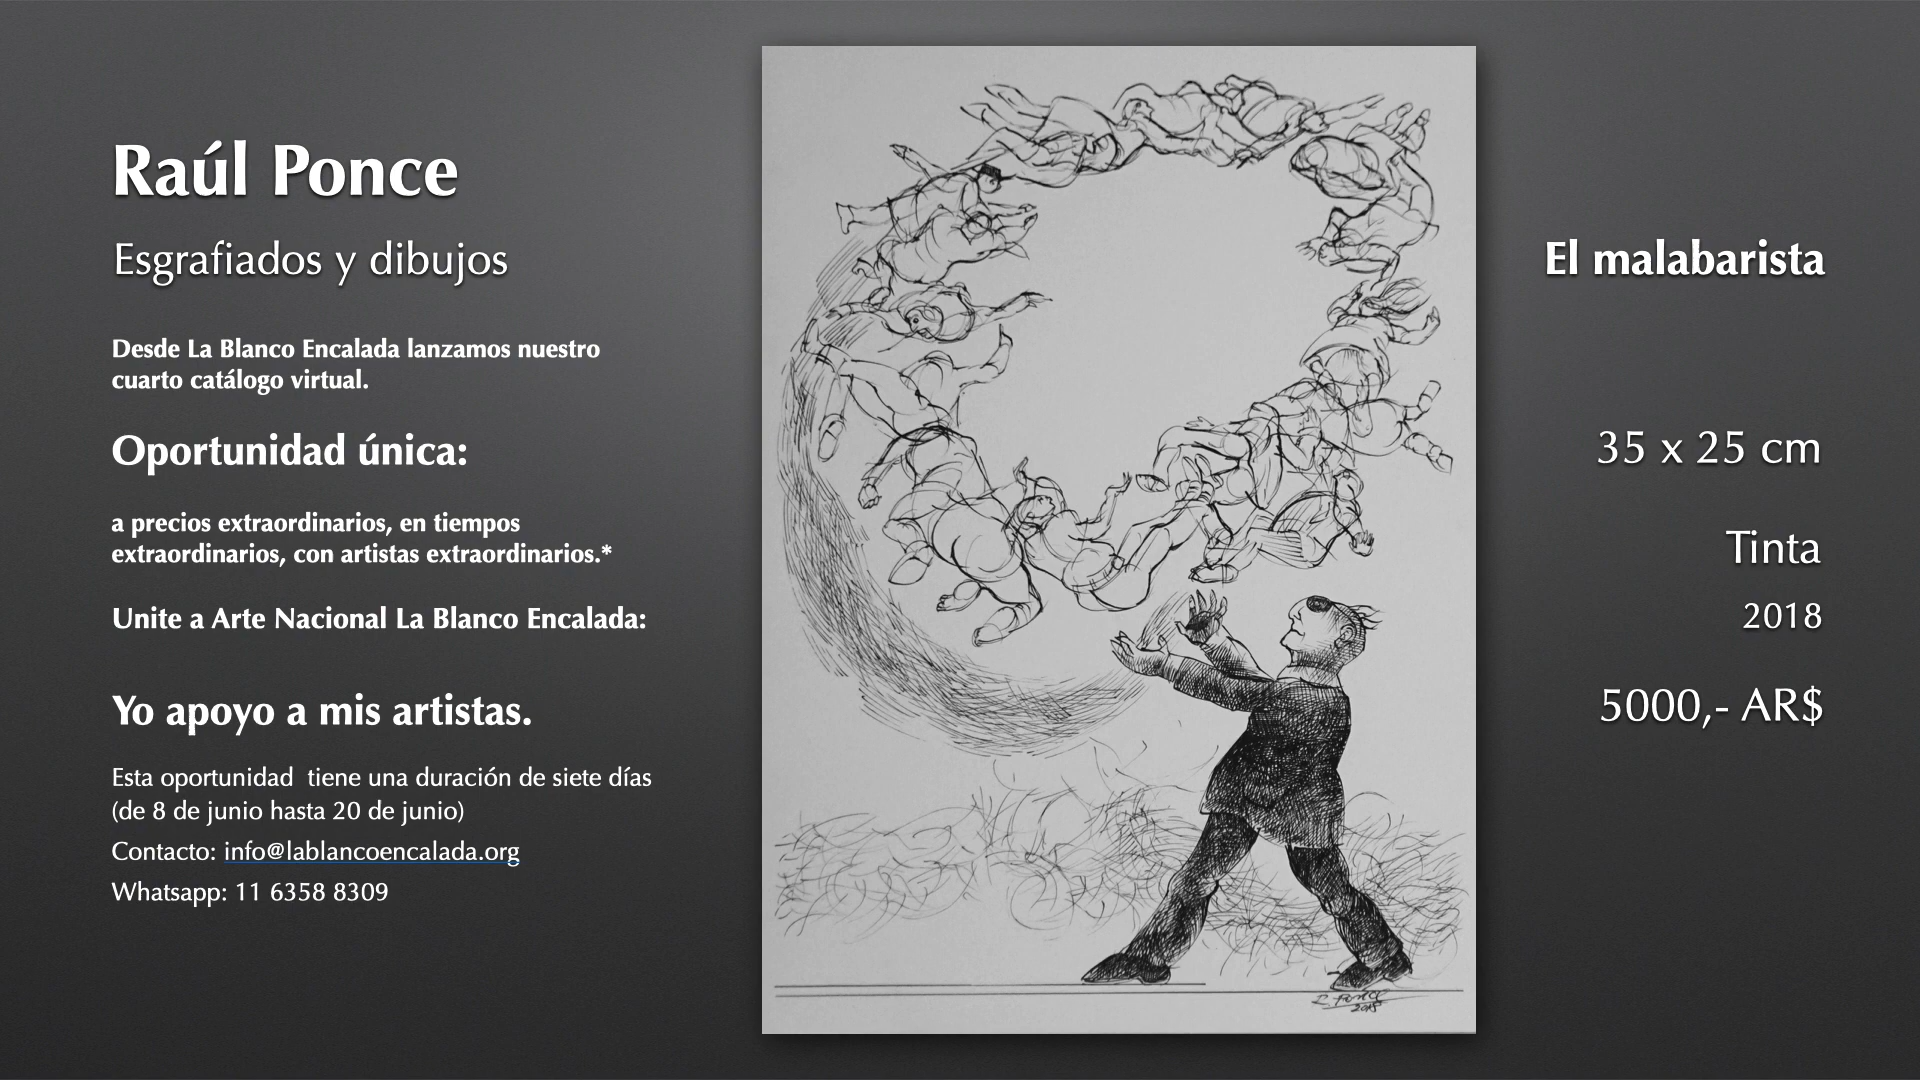 Raúl Ponce
Esgrafiados y dibujos
Desde La Blanco Encalada lanzamos nuestro
cuarto catálogo virtual.
Oportunidad única:
a precios extraordinarios, en tiempos
extraordinarios, con artistas extraordinarios.*
Unite a Arte Nacional La Blanco Encalada:
Yo apoyo a mis artistas.
Esta oportunidad  tiene una duración de siete días
(de 8 de junio hasta 20 de junio)
Contacto: info@lablancoencalada.org
Whatsapp: 11 6358 8309
R. Ponce
El malabarista
35 x 25 cm
Tinta
2018
5000,- AR$